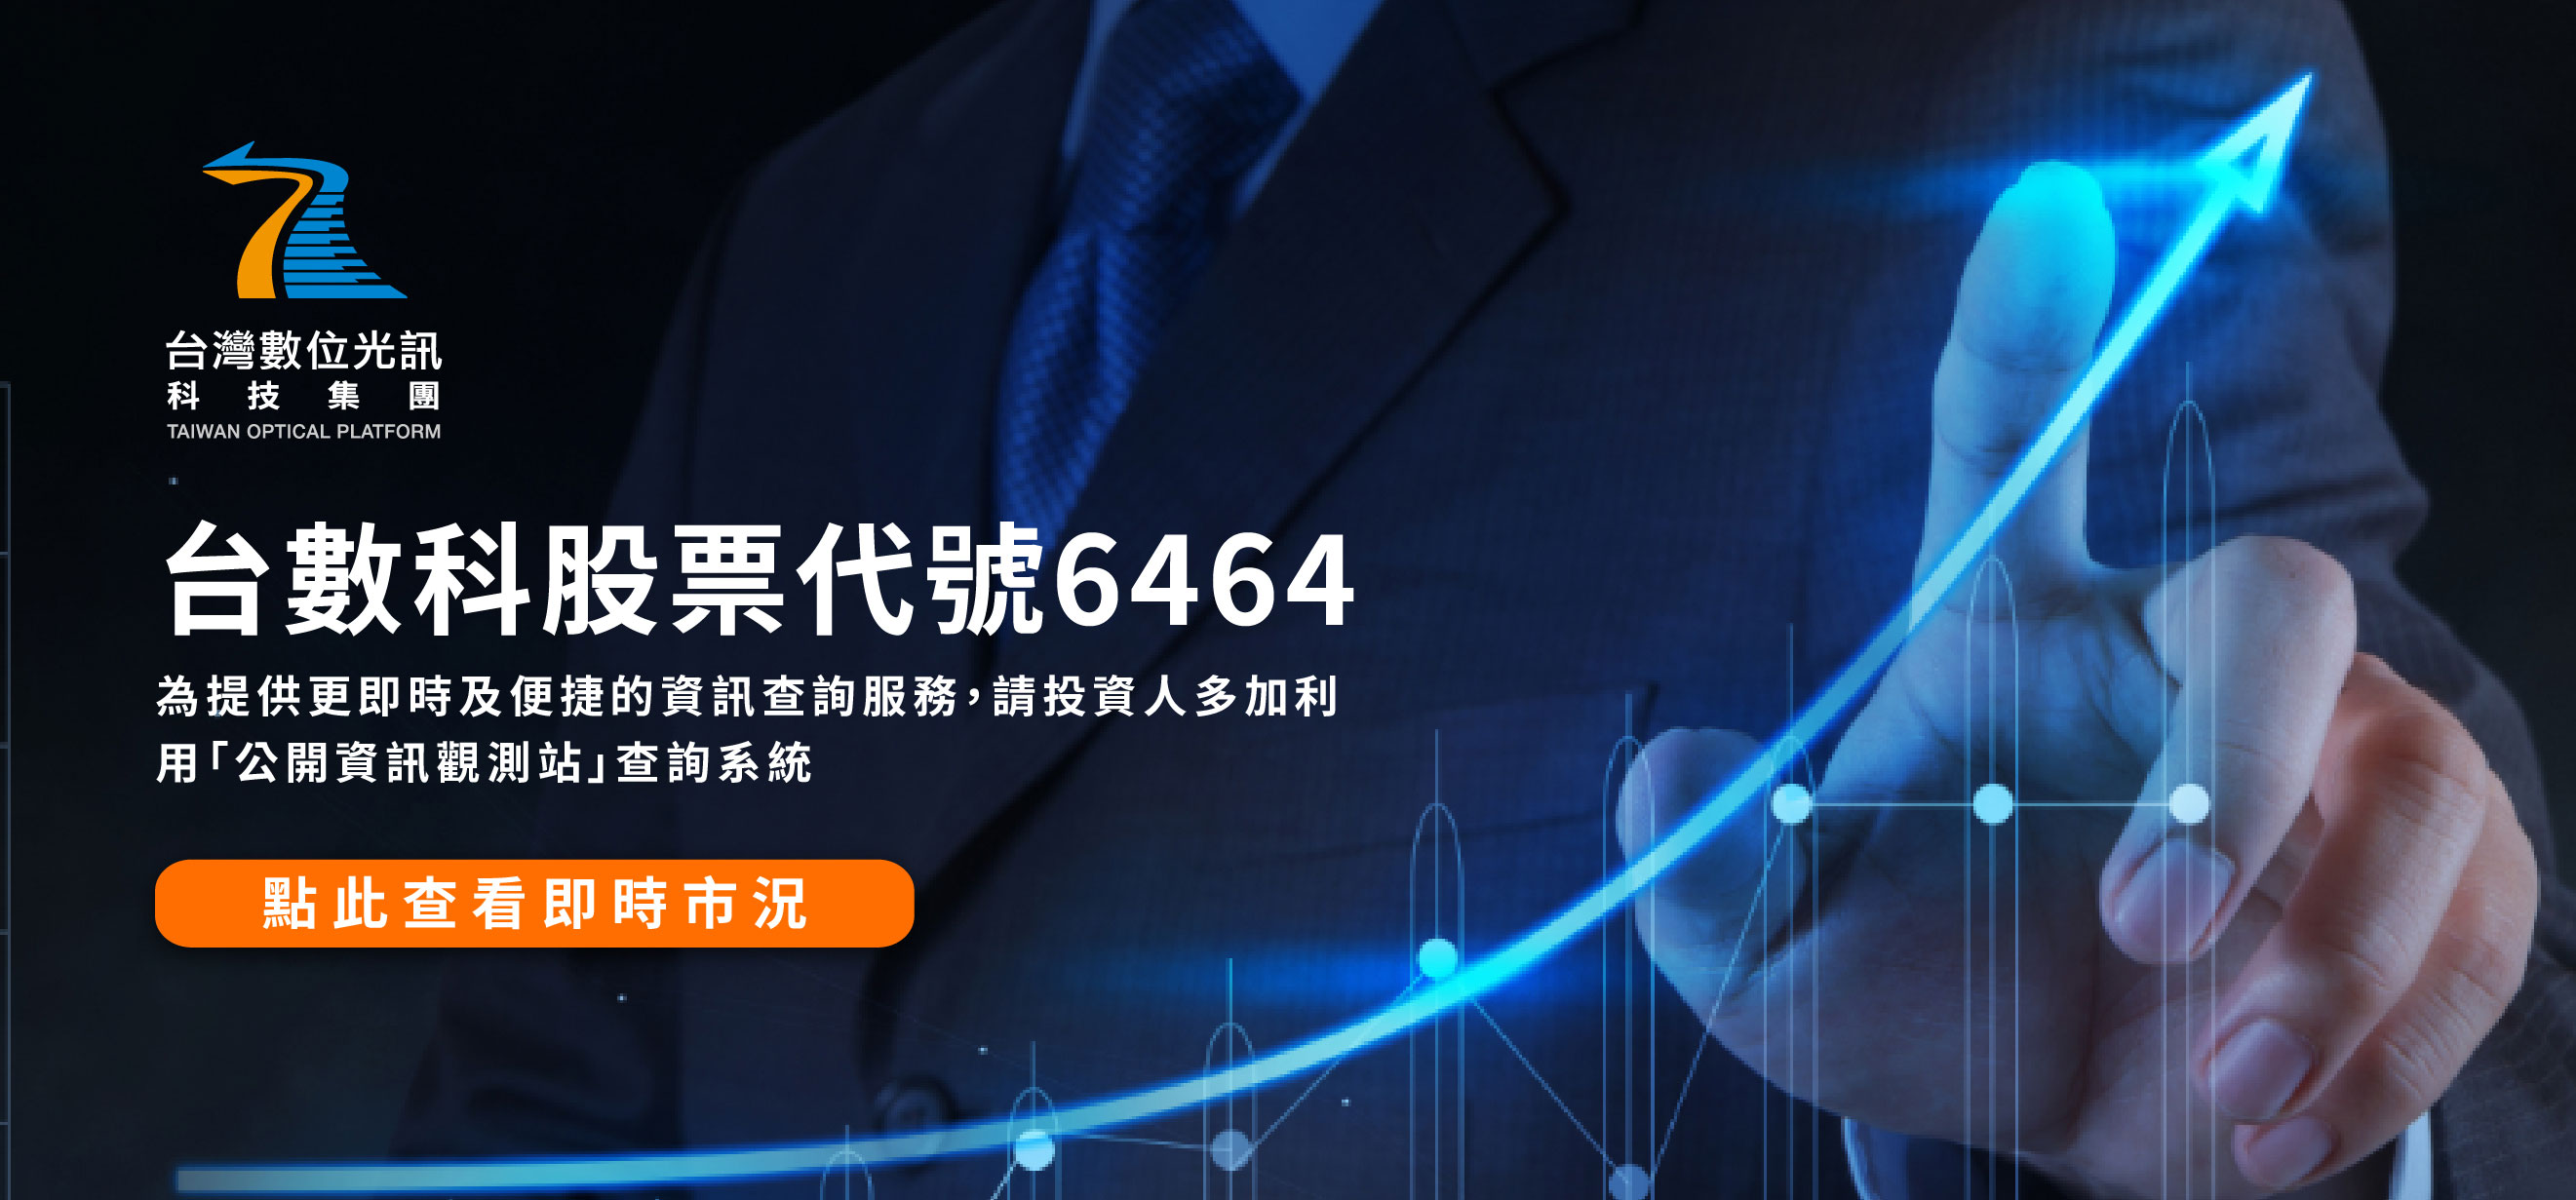 台灣數位光訊
科技集團
TAIWAN OPTICAL PLATFORM
台數科股票代號6464
為提供更即時及便捷的資訊查詢服務，請投資人多加利
用「公開資訊觀測站」查詢系統
點此查看即時市況